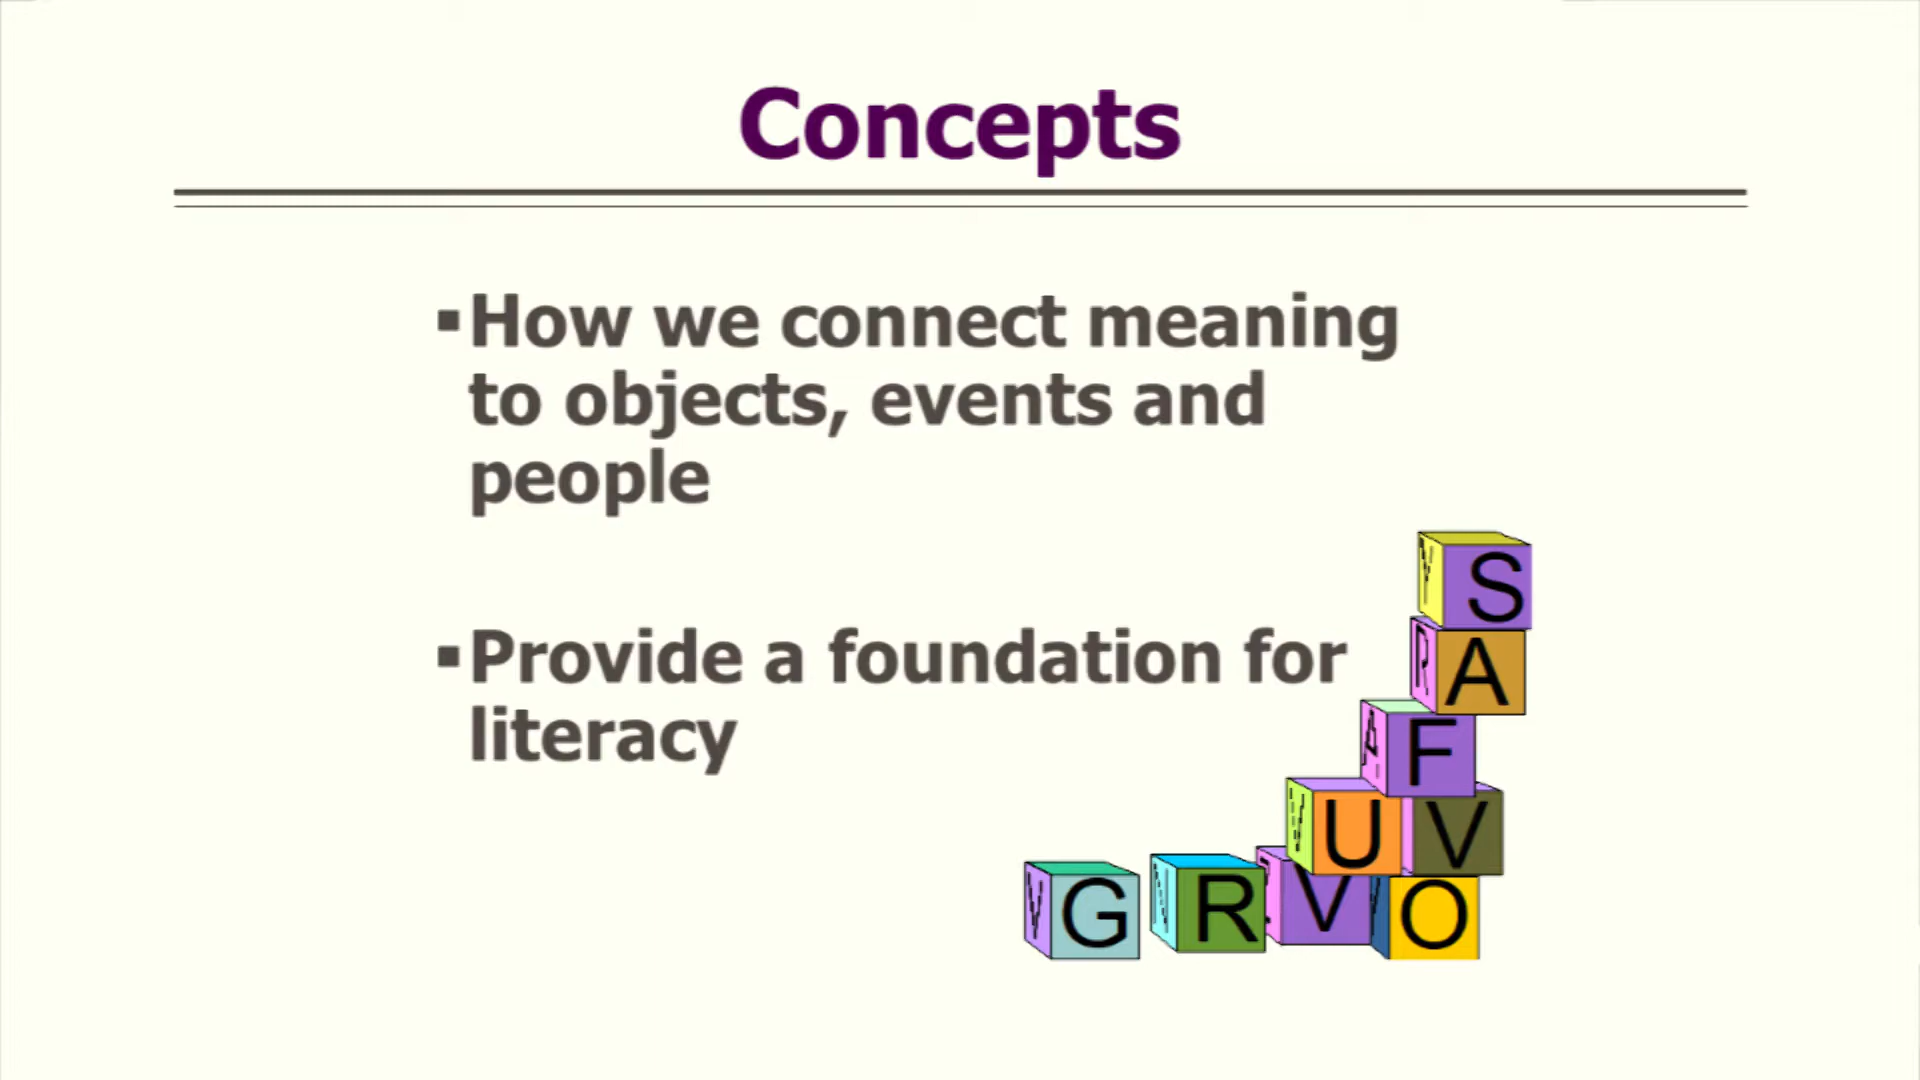 Concepts
▪How we connect meaning
to objects, events and
people
▪Provide a foundation for
literacy
Y S
R A
A F
U V
V G R V O